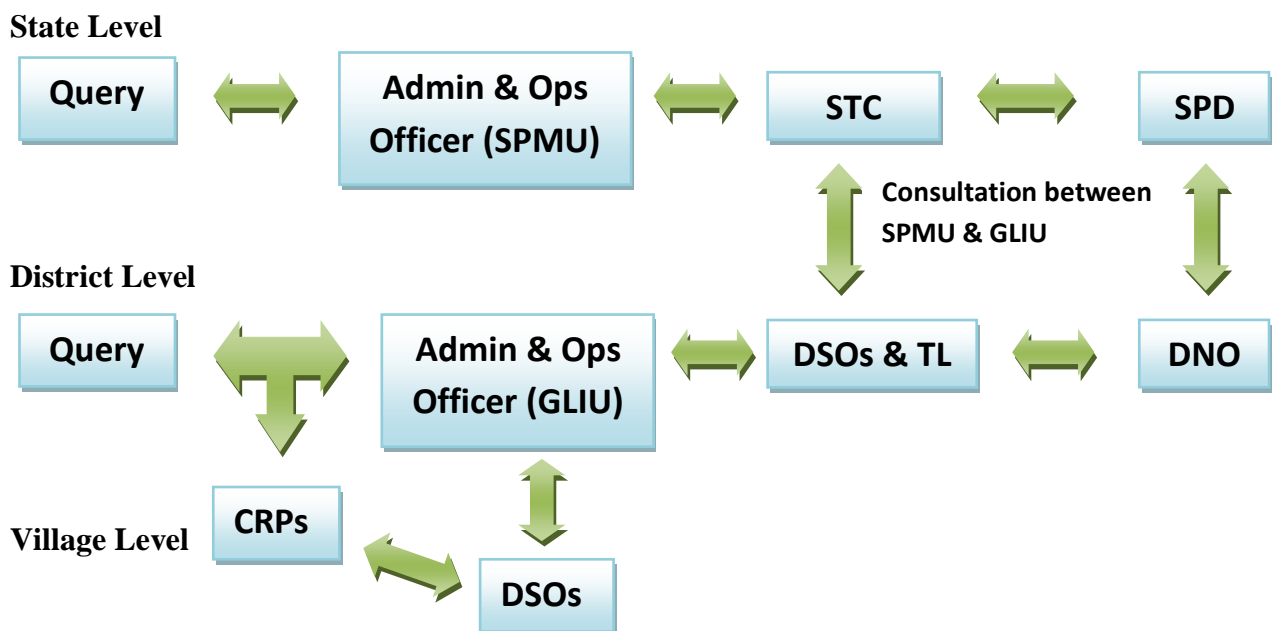 State Level
Query
Admin & Ops
Officer (SPMU)
STC
SPD
Consultation between
SPMU & GLIU
District Level
Query
Admin & Ops
Officer (GLIU)
DSOs & TL
DNO
CRPs
Village Level
DSOs